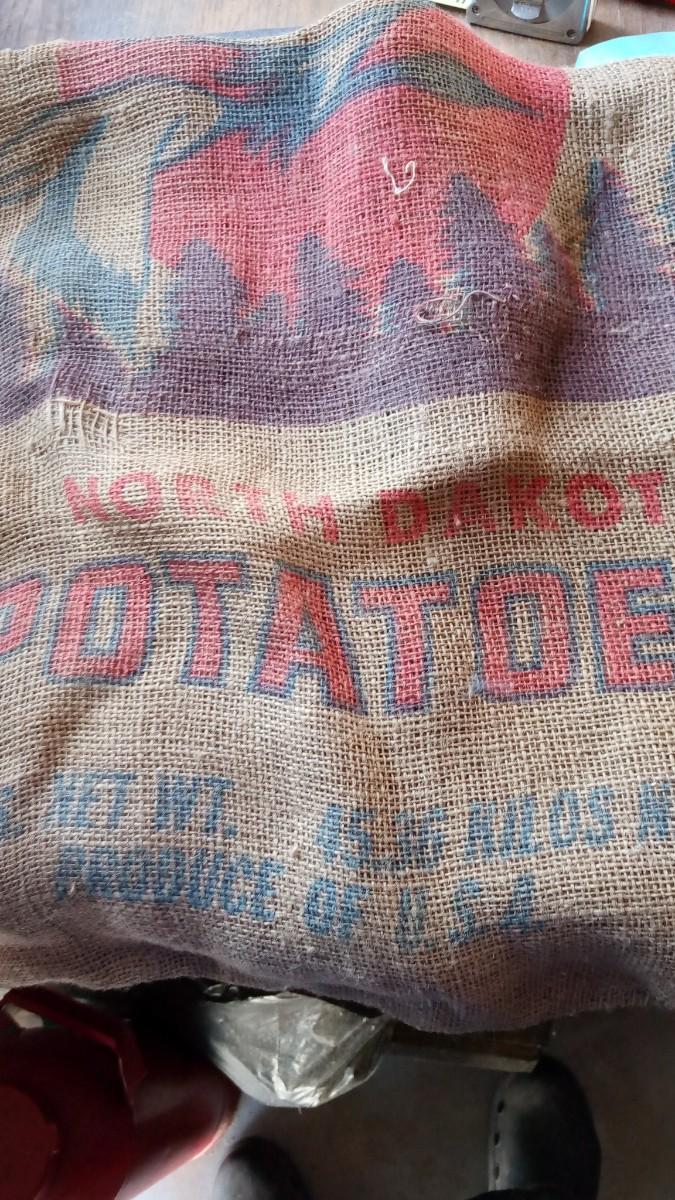 NORTH DAKOT
POTATOE
NET WT. 45.36 KILOS N
PRODUCE OF U.S.A.